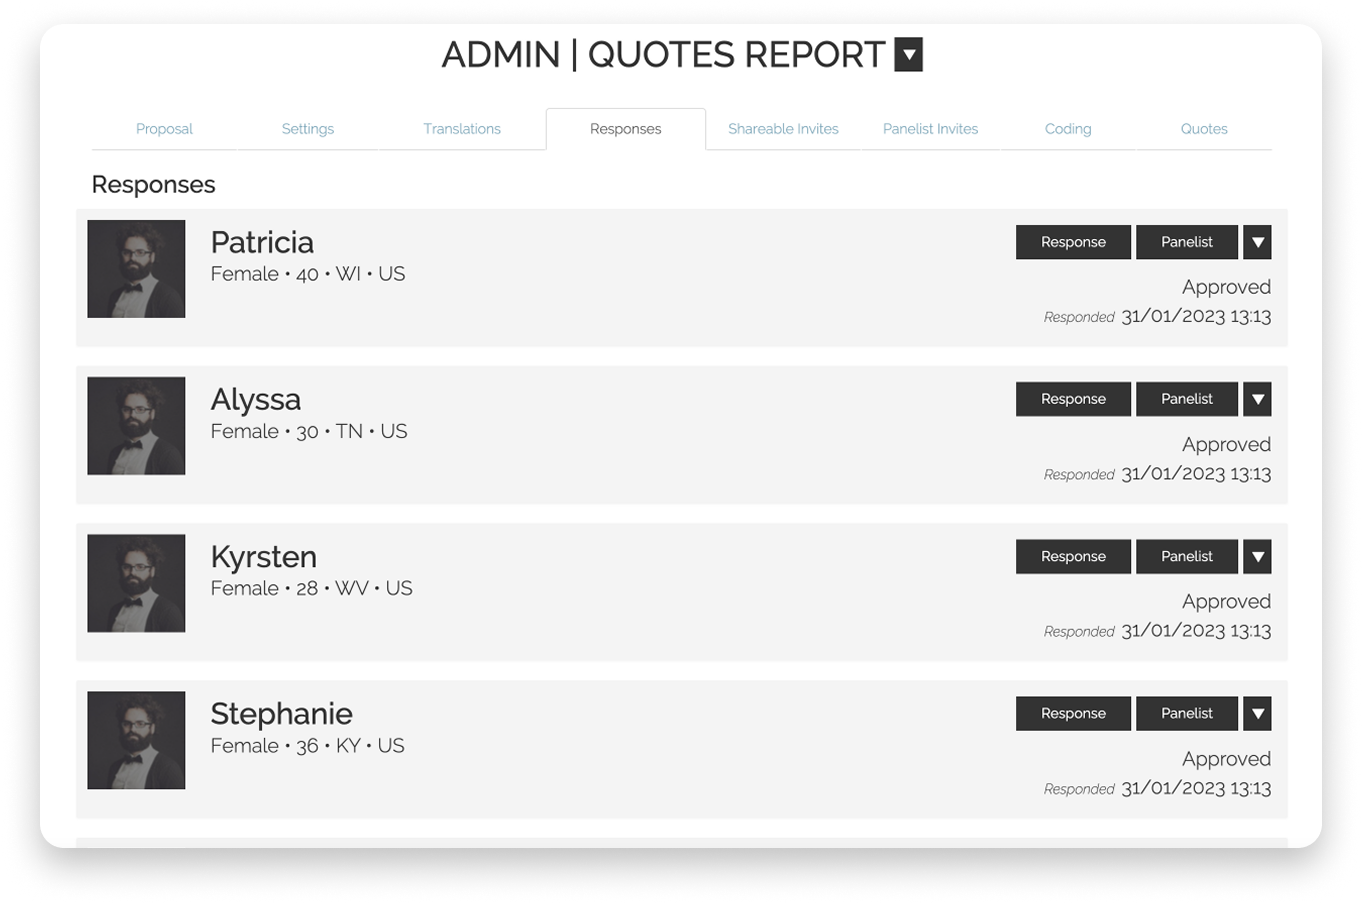 ADMIN | QUOTES REPORT
Proposal Settings Translations Responses Shareable Invites Panelist Invites Coding Quotes
Responses
Patricia
Female • 40 • WI • US
Response Panelist
Approved
Responded 31/01/2023 13:13
Alyssa
Female • 30 • TN • US
Response Panelist
Approved
Responded 31/01/2023 13:13
Kyrsten
Female • 28 • WV • US
Response Panelist
Approved
Responded 31/01/2023 13:13
Stephanie
Female • 36 • KY • US
Response Panelist
Approved
Responded 31/01/2023 13:13